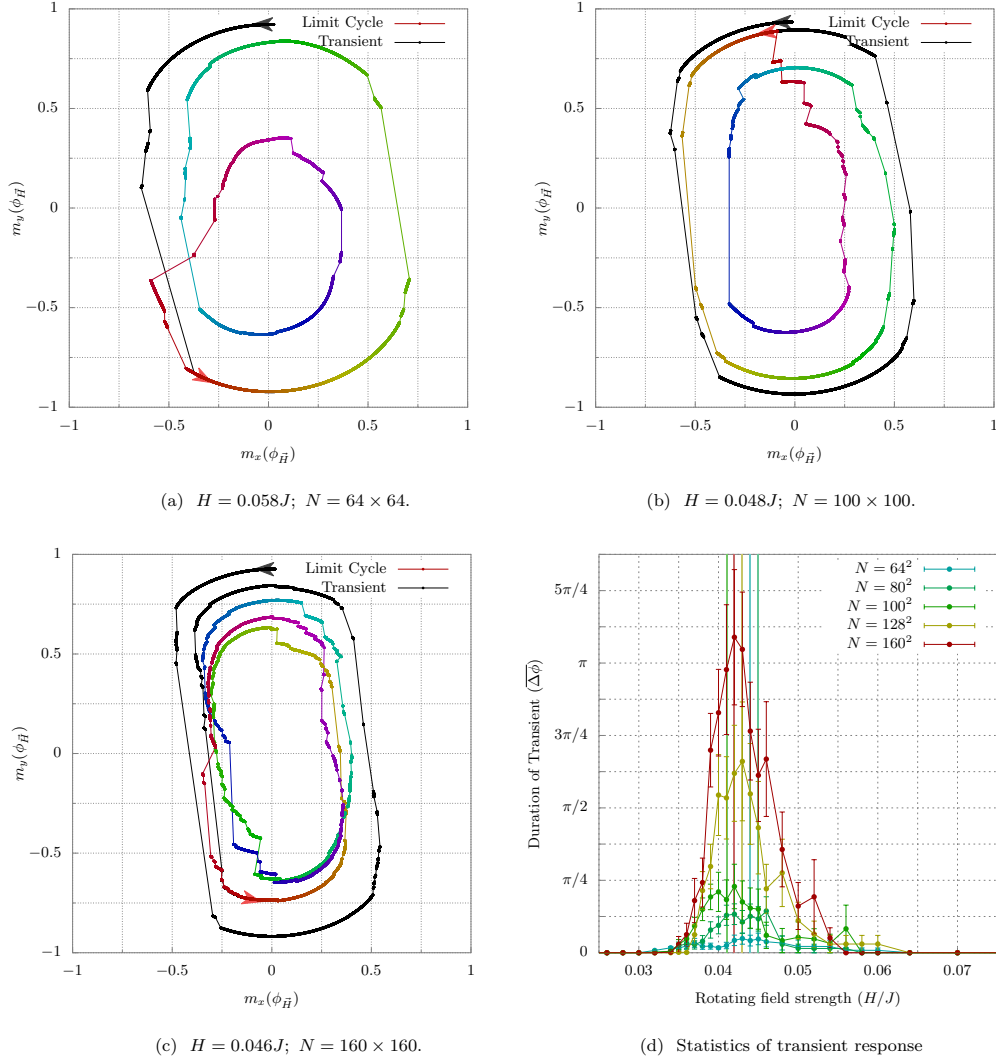 Limit Cycle
Transient
1
0.5
0
−0.5
−1
−1
−0.5
0
0.5
1
m_y(ϕ_H⃗)
m_x(ϕ_H⃗)
(a) H = 0.058J; N = 64 × 64.
Limit Cycle
Transient
1
0.5
0
−0.5
−1
−1
−0.5
0
0.5
1
m_y(ϕ_H⃗)
m_x(ϕ_H⃗)
(b) H = 0.048J; N = 100 × 100.
Limit Cycle
Transient
1
0.5
0
−0.5
−1
−1
−0.5
0
0.5
1
m_y(ϕ_H⃗)
m_x(ϕ_H⃗)
(c) H = 0.046J; N = 160 × 160.
N = 64²
N = 80²
N = 100²
N = 128²
N = 160²
5π/4
π
3π/4
π/2
π/4
0
0.03
0.04
0.05
0.06
0.07
Duration of Transient (Δ̅ϕ̅)
Rotating field strength (H/J)
(d) Statistics of transient response